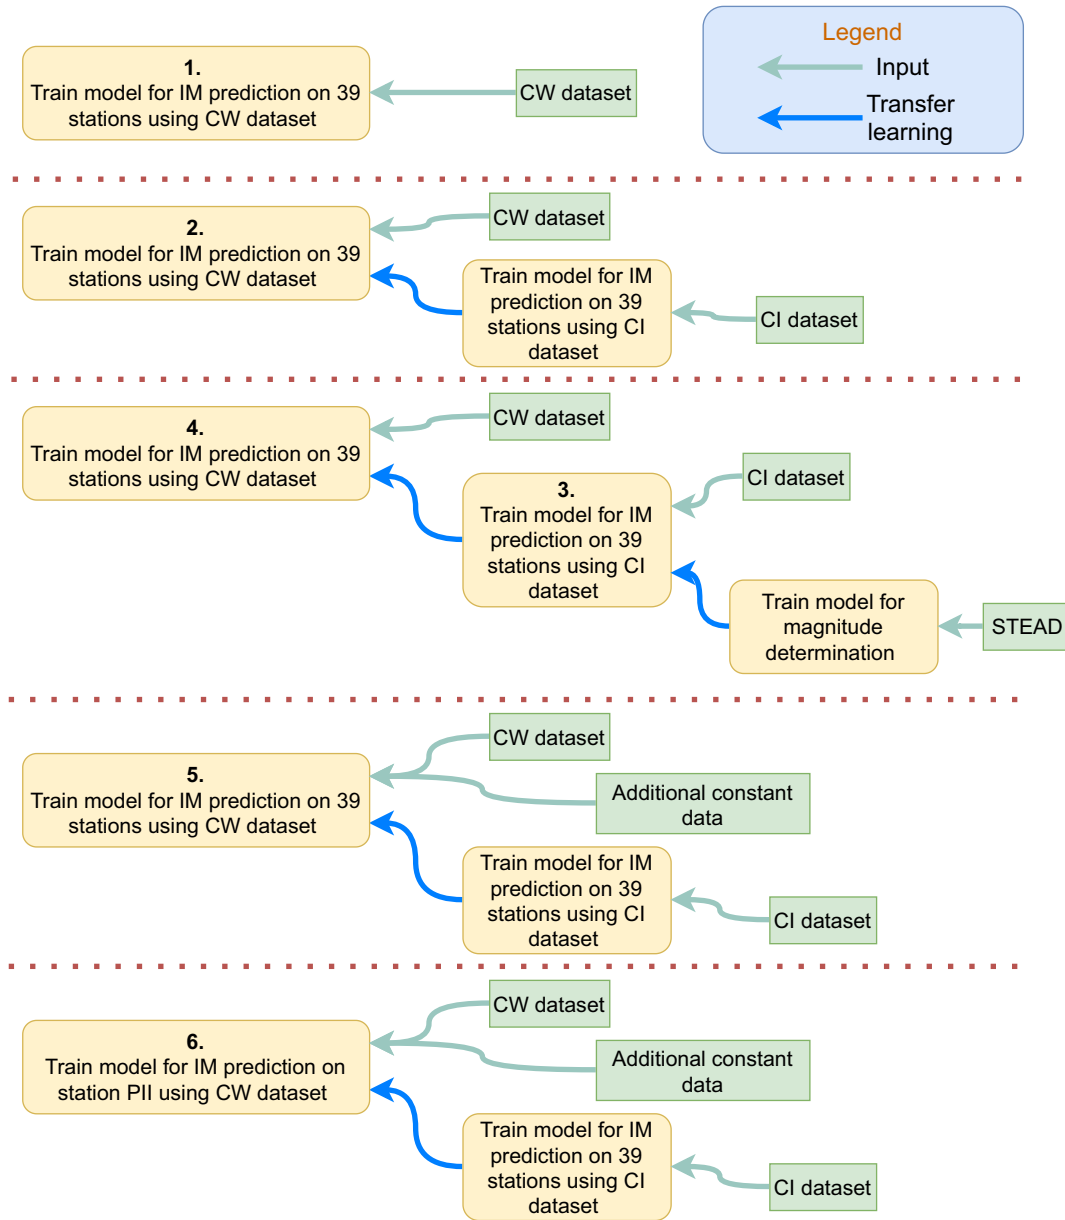 Legend
Input
Transfer
learning
1.
Train model for IM prediction on 39
stations using CW dataset
CW dataset
2.
Train model for IM prediction on 39
stations using CW dataset
CW dataset
Train model for IM
prediction on 39
stations using CI
dataset
CI dataset
4.
Train model for IM prediction on 39
stations using CW dataset
CW dataset
3.
Train model for IM
prediction on 39
stations using CI
dataset
CI dataset
Train model for
magnitude
determination
STEAD
5.
Train model for IM prediction on 39
stations using CW dataset
CW dataset
Additional constant
data
Train model for IM
prediction on 39
stations using CI
dataset
CI dataset
6.
Train model for IM prediction on
station PII using CW dataset
CW dataset
Additional constant
data
Train model for IM
prediction on 39
stations using CI
dataset
CI dataset